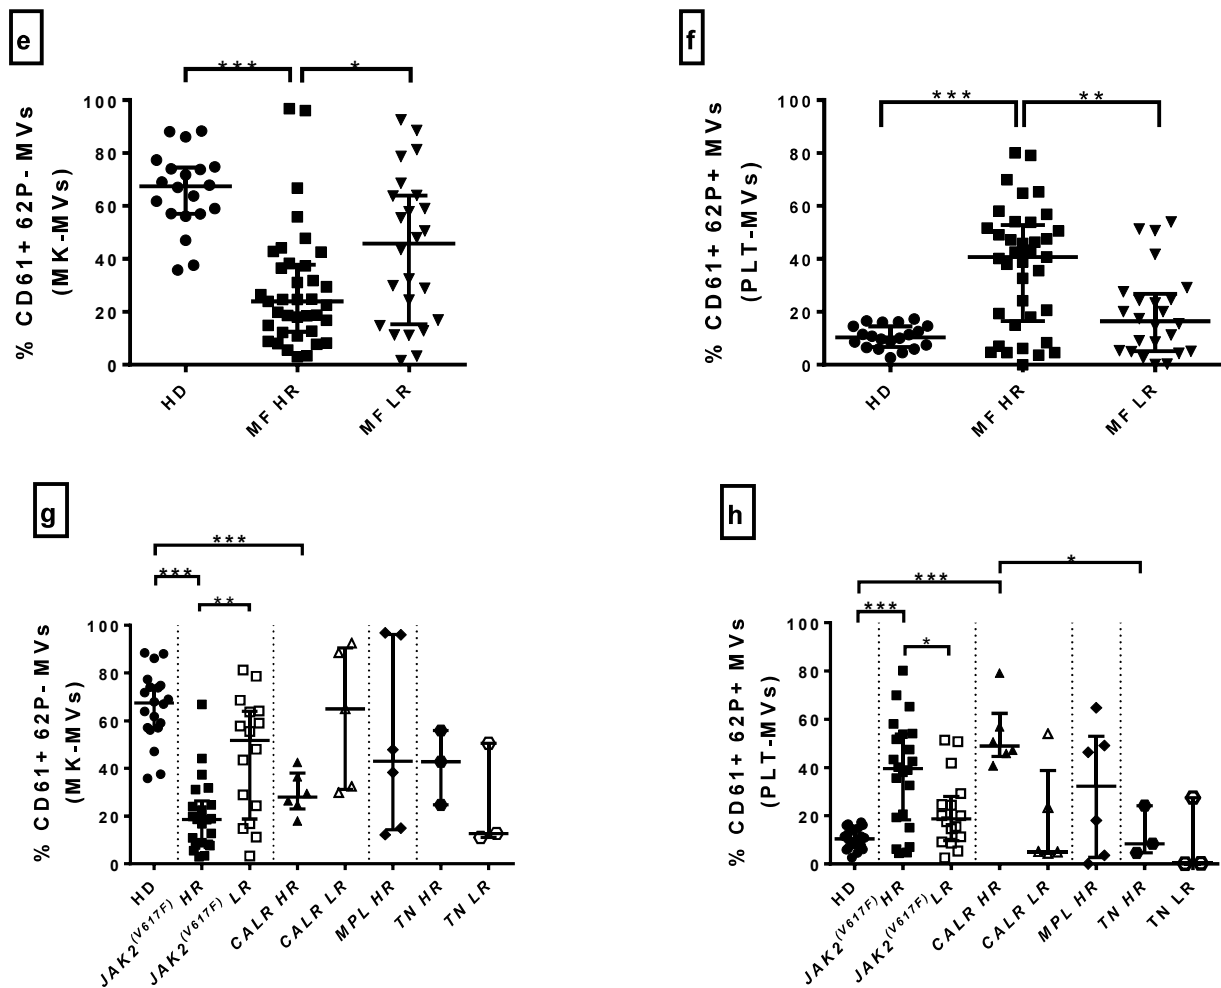 e
***
*
% CD61+ 62P- MVs
(MK-MVs)
100
80
60
40
20
0
HD
MF HR
MF LR
f
***
**
% CD61+ 62P+ MVs
(PLT-MVs)
100
80
60
40
20
0
HD
MF HR
MF LR
g
***
***
**
% CD61+ 62P- MVs
(MK-MVs)
100
80
60
40
20
0
HD
JAK2(V617F) HR
JAK2(V617F) LR
CALR HR
CALR LR
MPL HR
TN HR
TN LR
h
*
***
***
*
% CD61+ 62P+ MVs
(PLT-MVs)
100
80
60
40
20
0
HD
JAK2(V617F) HR
JAK2(V617F) LR
CALR HR
CALR LR
MPL HR
TN HR
TN LR